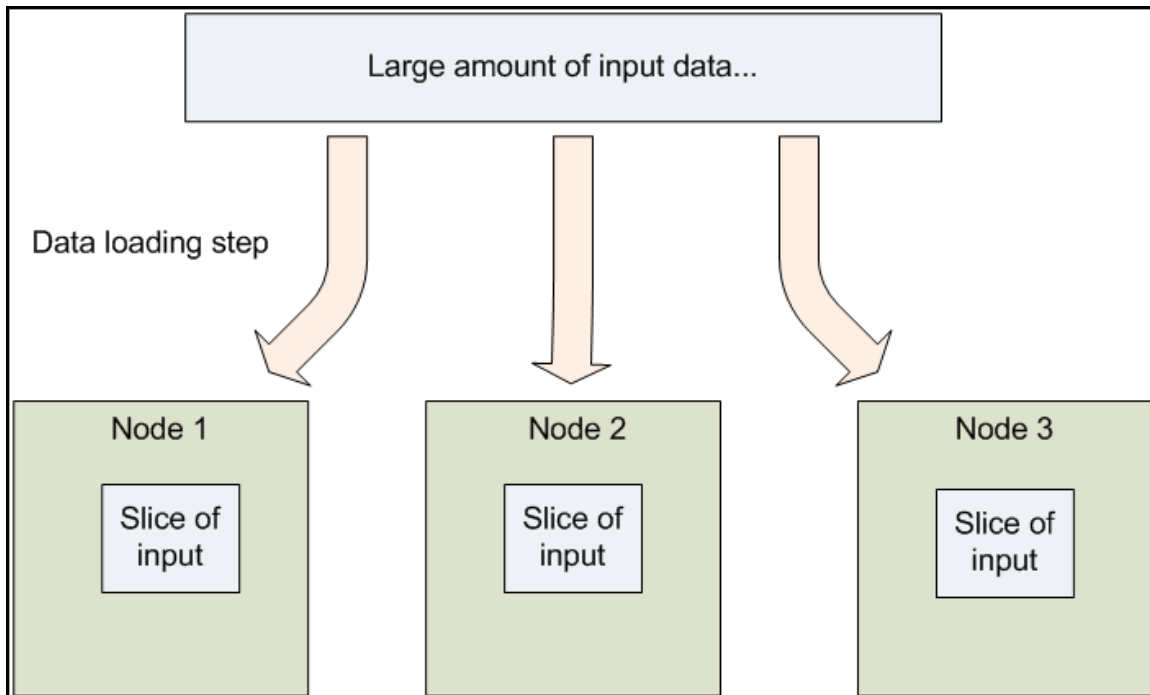 Large amount of input data...
Data loading step
Node 1
Node 2
Node 3
Slice of
input
Slice of
input
Slice of
input